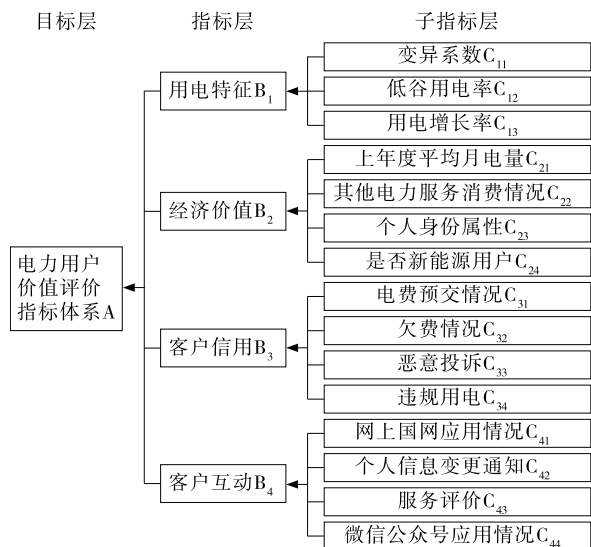 目标层 指标层 子指标层
电力用户
价值评价
指标体系A
用电特征B₁
变异系数C₁₁
低谷用电率C₁₂
用电增长率C₁₃
经济价值B₂
上年度平均月电量C₂₁
其他电力服务消费情况C₂₂
个人身份属性C₂₃
是否新能源用户C₂₄
客户信用B₃
电费预交情况C₃₁
欠费情况C₃₂
恶意投诉C₃₃
违规用电C₃₄
客户互动B₄
网上国网应用情况C₄₁
个人信息变更通知C₄₂
服务评价C₄₃
微信公众号应用情况C₄₄